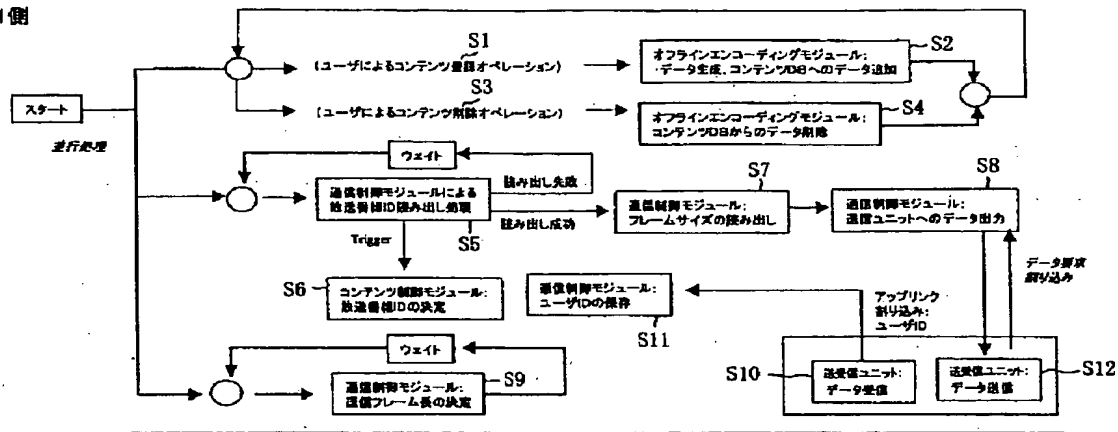 側
スタート
並行処理
S1
(ユーザによるコンテンツ登録オペレーション)
S2
オフラインエンコーディングモジュール:
データ生成、コンテンツDBへのデータ追加
S3
(ユーザによるコンテンツ削除オペレーション)
S4
オフラインエンコーディングモジュール:
コンテンツDBからのデータ削除
ウェイト
読み出し失敗
通信制御モジュールによる
放送番組ID読み出し処理
読み出し成功
S5
Trigger
S7
通信制御モジュール:
フレームサイズの読み出し
S8
通信制御モジュール:
送信ユニットへのデータ出力
データ要求
割り込み
S6
コンテンツ制御モジュール:
放送番組IDの決定
通信制御モジュール:
ユーザIDの保存
S11
アップリンク
割り込み:
ユーザID
ウェイト
S9
通信制御モジュール:
送信フレーム長の決定
S10
送受信ユニット:
データ受信
送受信ユニット:
データ送信
S12